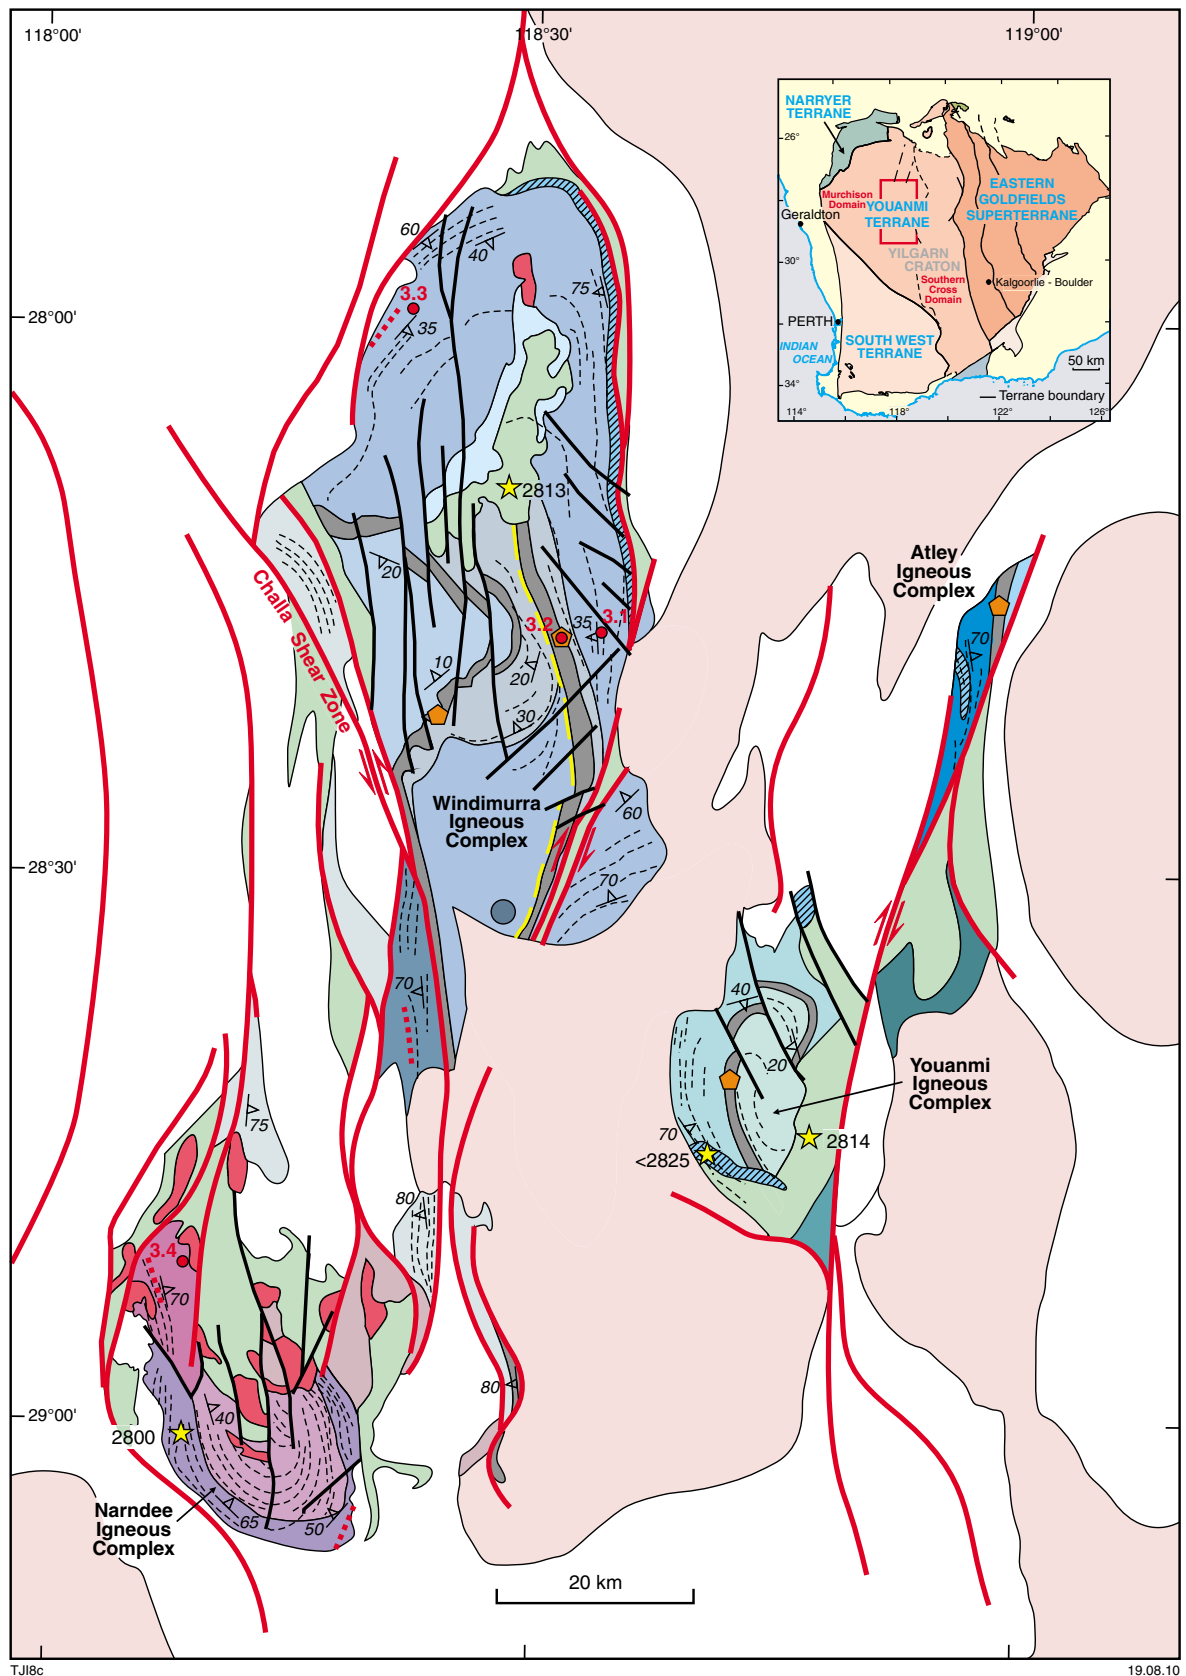 118°00'
118°30'
119°00'
28°00'
28°30'
29°00'
NARRYER
TERRANE
26°
30°
34°
114°
118°
122°
126°
Murchison
Domain
YOUANMI
TERRANE
EASTERN
GOLDFIELDS
SUPERTERRANE
Geraldton
YILGARN
CRATON
Southern
Cross
Domain
Kalgoorlie - Boulder
PERTH
INDIAN
OCEAN
SOUTH WEST
TERRANE
50 km
Terrane boundary
60
40
75
3.3
35
2813
20
3.2
35
3.1
10
20
30
Challa Shear Zone
Windimurra
Igneous
Complex
60
70
70
Atley
Igneous
Complex
70
40
20
Youanmi
Igneous
Complex
70
<2825
2814
75
80
3.4
70
80
40
2800
65
50
Narndee
Igneous
Complex
20 km
TJI8c
19.08.10